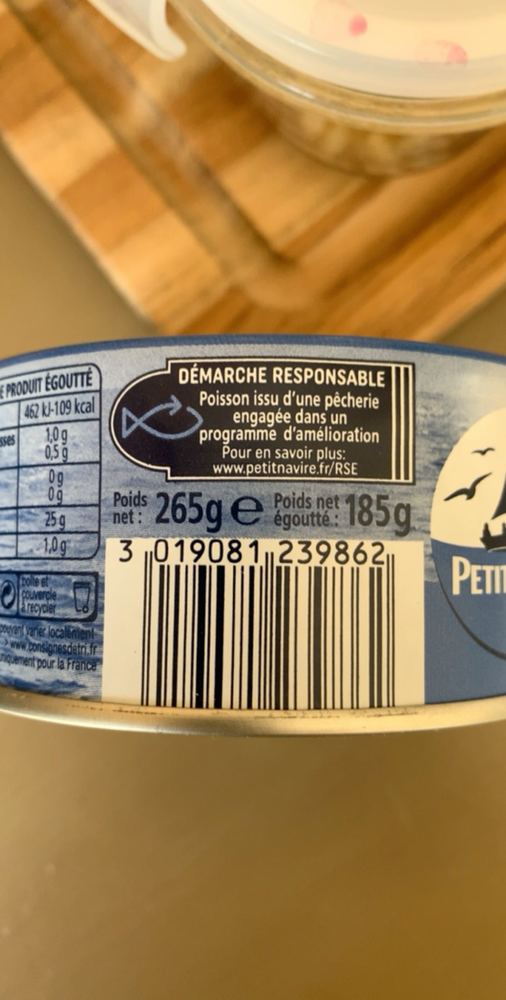 E PRODUIT ÉGOUTTÉ
462 kJ-109 kcal
sses
1,0 g
0,5 g
0 g
0 g
25 g
1,0 g
boîte et
couvercle
à recycler
pouvant varier localement
> www.consignesdetri.fr
niquement pour la France
DÉMARCHE RESPONSABLE
Poisson issu d'une pêcherie
engagée dans un
programme d'amélioration
Pour en savoir plus:
www.petitnavire.fr/RSE
Poids net : 265g e Poids net égoutté : 185g
3 019081 239862
PETIT